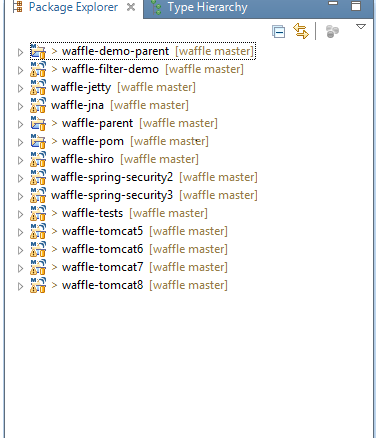 Package Explorer Type Hierarchy
> waffle-demo-parent [waffle master]
> waffle-filter-demo [waffle master]
waffle-jetty [waffle master]
waffle-jna [waffle master]
> waffle-parent [waffle master]
> waffle-pom [waffle master]
waffle-shiro [waffle master]
waffle-spring-security2 [waffle master]
waffle-spring-security3 [waffle master]
> waffle-tests [waffle master]
> waffle-tomcat5 [waffle master]
> waffle-tomcat6 [waffle master]
> waffle-tomcat7 [waffle master]
> waffle-tomcat8 [waffle master]